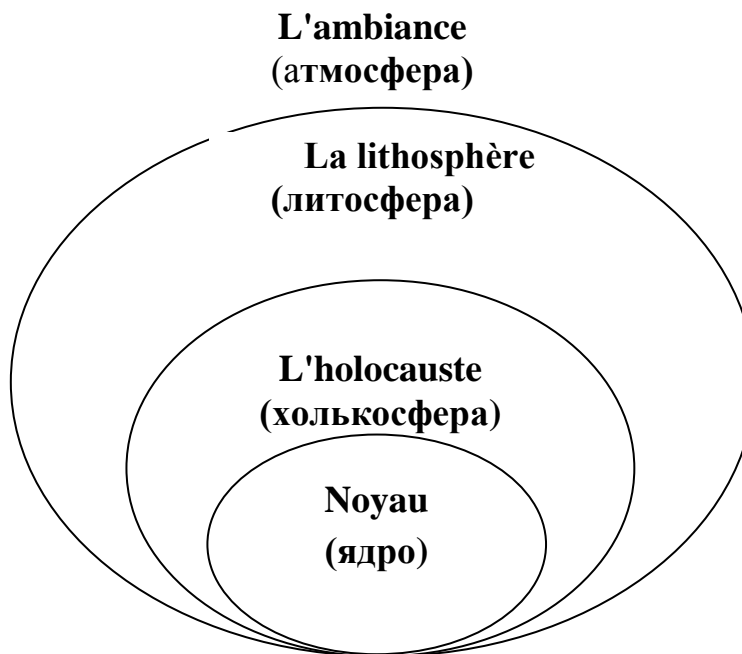 L'ambiance
(атмосфера)
La lithosphère
(литосфера)
L'holocauste
(холькосфера)
Noyau
(ядро)